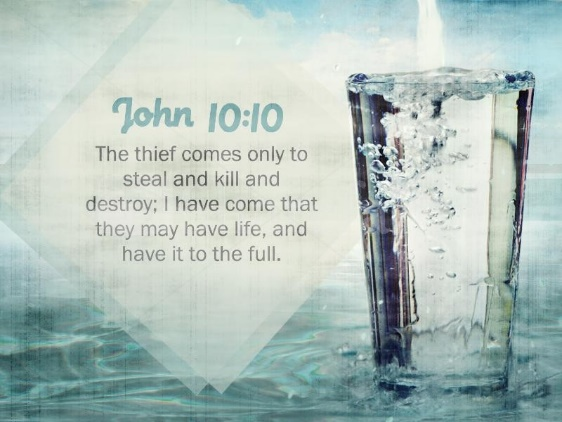 John 10:10
The thief comes only to
steal and kill and
destroy; I have come that
they may have life, and
have it to the full.